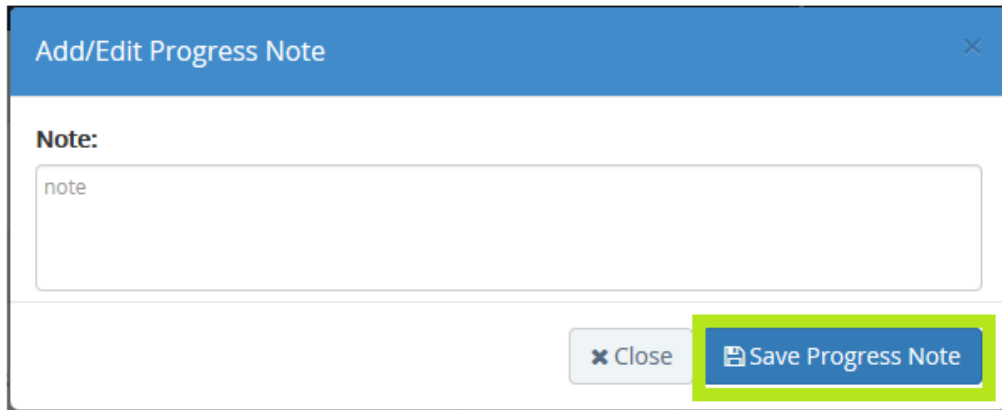 Add/Edit Progress Note
Note:
note
Close
Save Progress Note